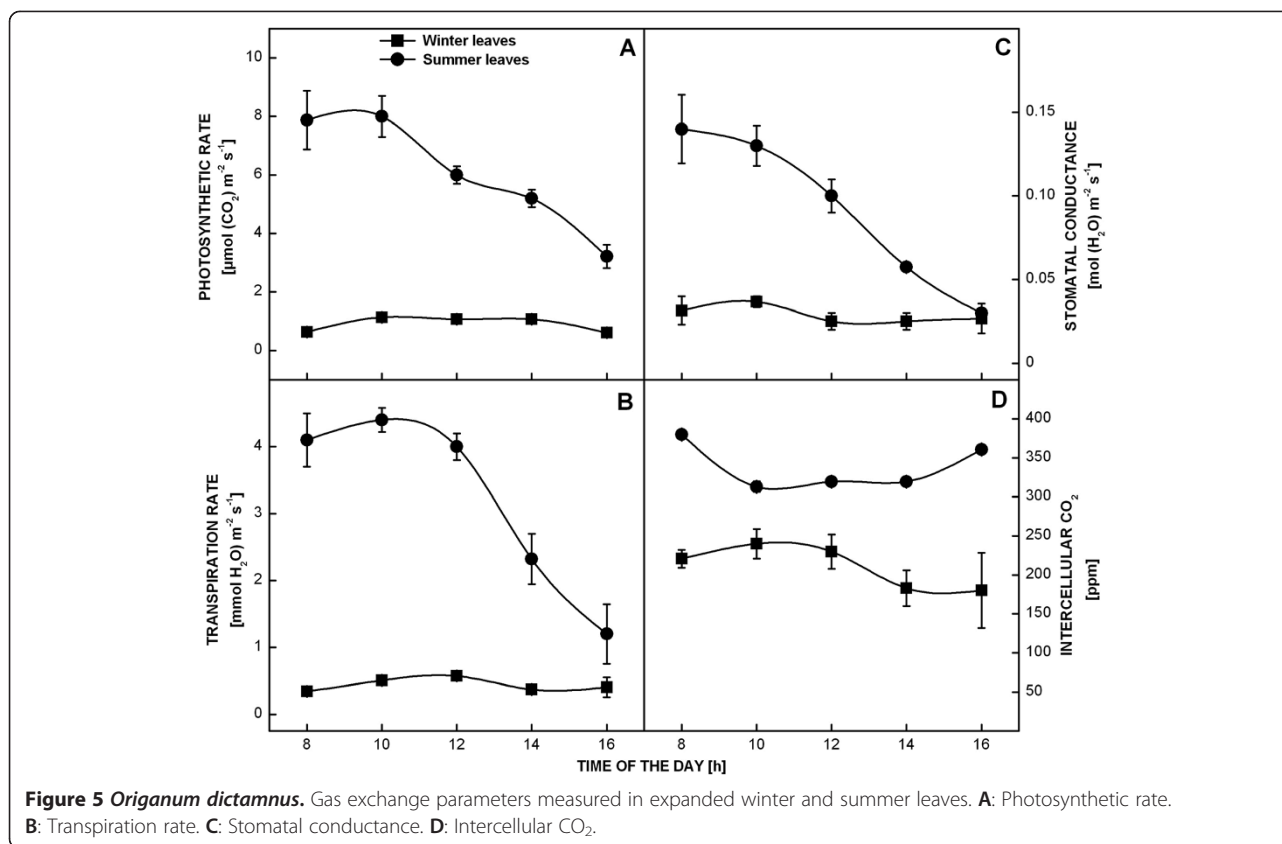 Winter leaves
Summer leaves
A
PHOTOSYNTHETIC RATE
[µmol (CO₂) m⁻² s⁻¹]
10
8
6
4
2
0
C
STOMATAL CONDUCTANCE
[mol (H₂O) m⁻² s⁻¹]
0.15
0.10
0.05
0
B
TRANSPIRATION RATE
[mmol H₂O) m⁻² s⁻¹]
4
3
2
1
0
8 10 12 14 16
D
INTERCELLULAR CO₂
[ppm]
400
350
300
250
200
150
100
50
8 10 12 14 16
TIME OF THE DAY [h]
Figure 5 Origanum dictamnus. Gas exchange parameters measured in expanded winter and summer leaves. A: Photosynthetic rate.
B: Transpiration rate. C: Stomatal conductance. D: Intercellular CO₂.